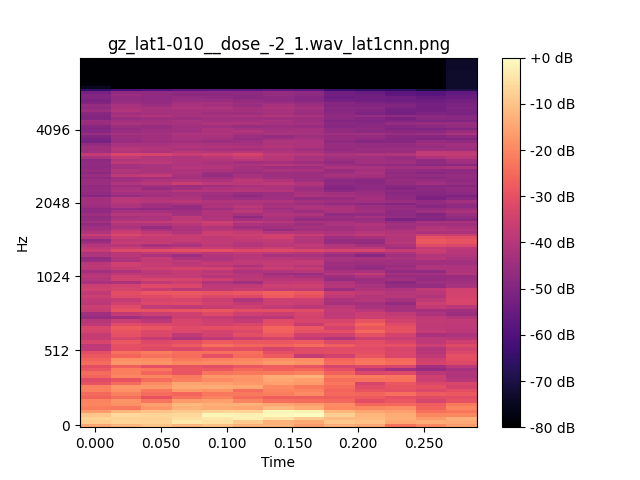 gz_lat1-010__dose_-2_1.wav_lat1cnn.png
+0 dB
4096
-10 dB
-20 dB
2048
-30 dB
Hz
-40 dB
1024
-50 dB
512
-60 dB
-70 dB
0
-80 dB
0.000 0.050 0.100 0.150 0.200 0.250
Time